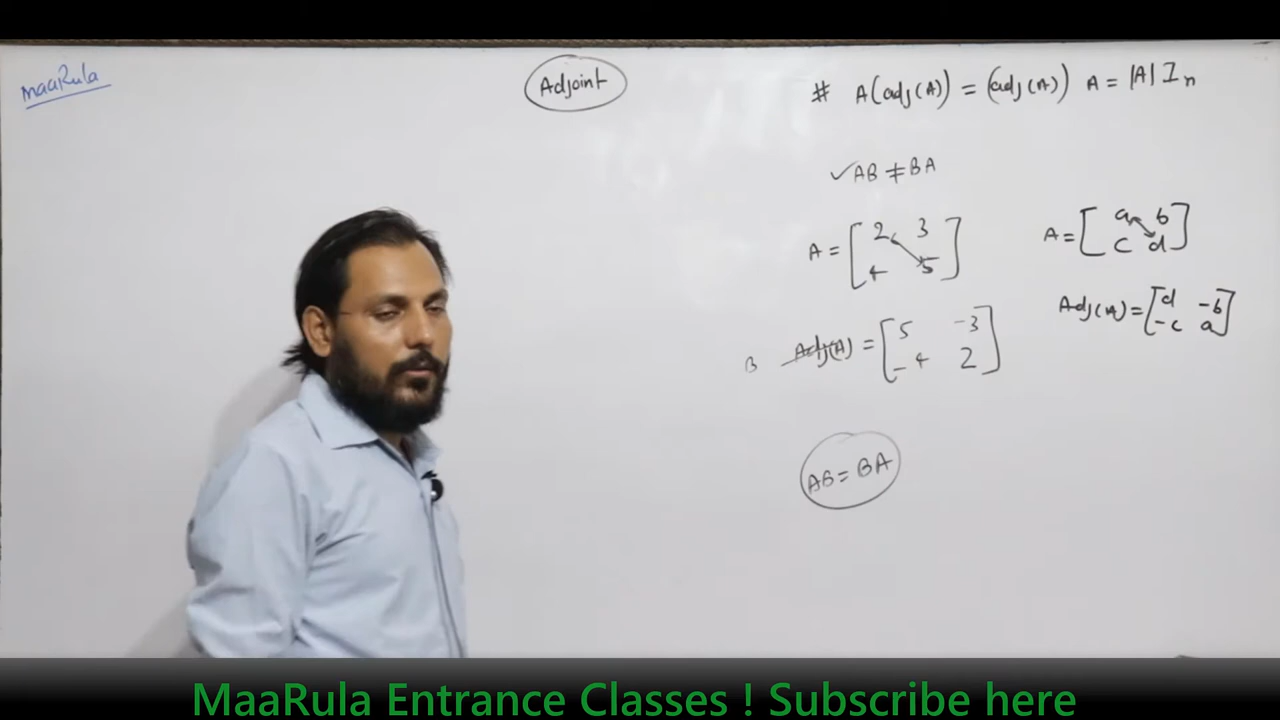 maaRula
Adjoint
# A(adj(A)) = (adj(A)) A = |A| In
✓AB ≠ BA
A = [2 3
4 5]
A = [a b
c d]
Adj(A) = [d -b
-c a]
B Adj(A) = [5 -3
-4 2]
AB = BA
MaaRula Entrance Classes ! Subscribe here